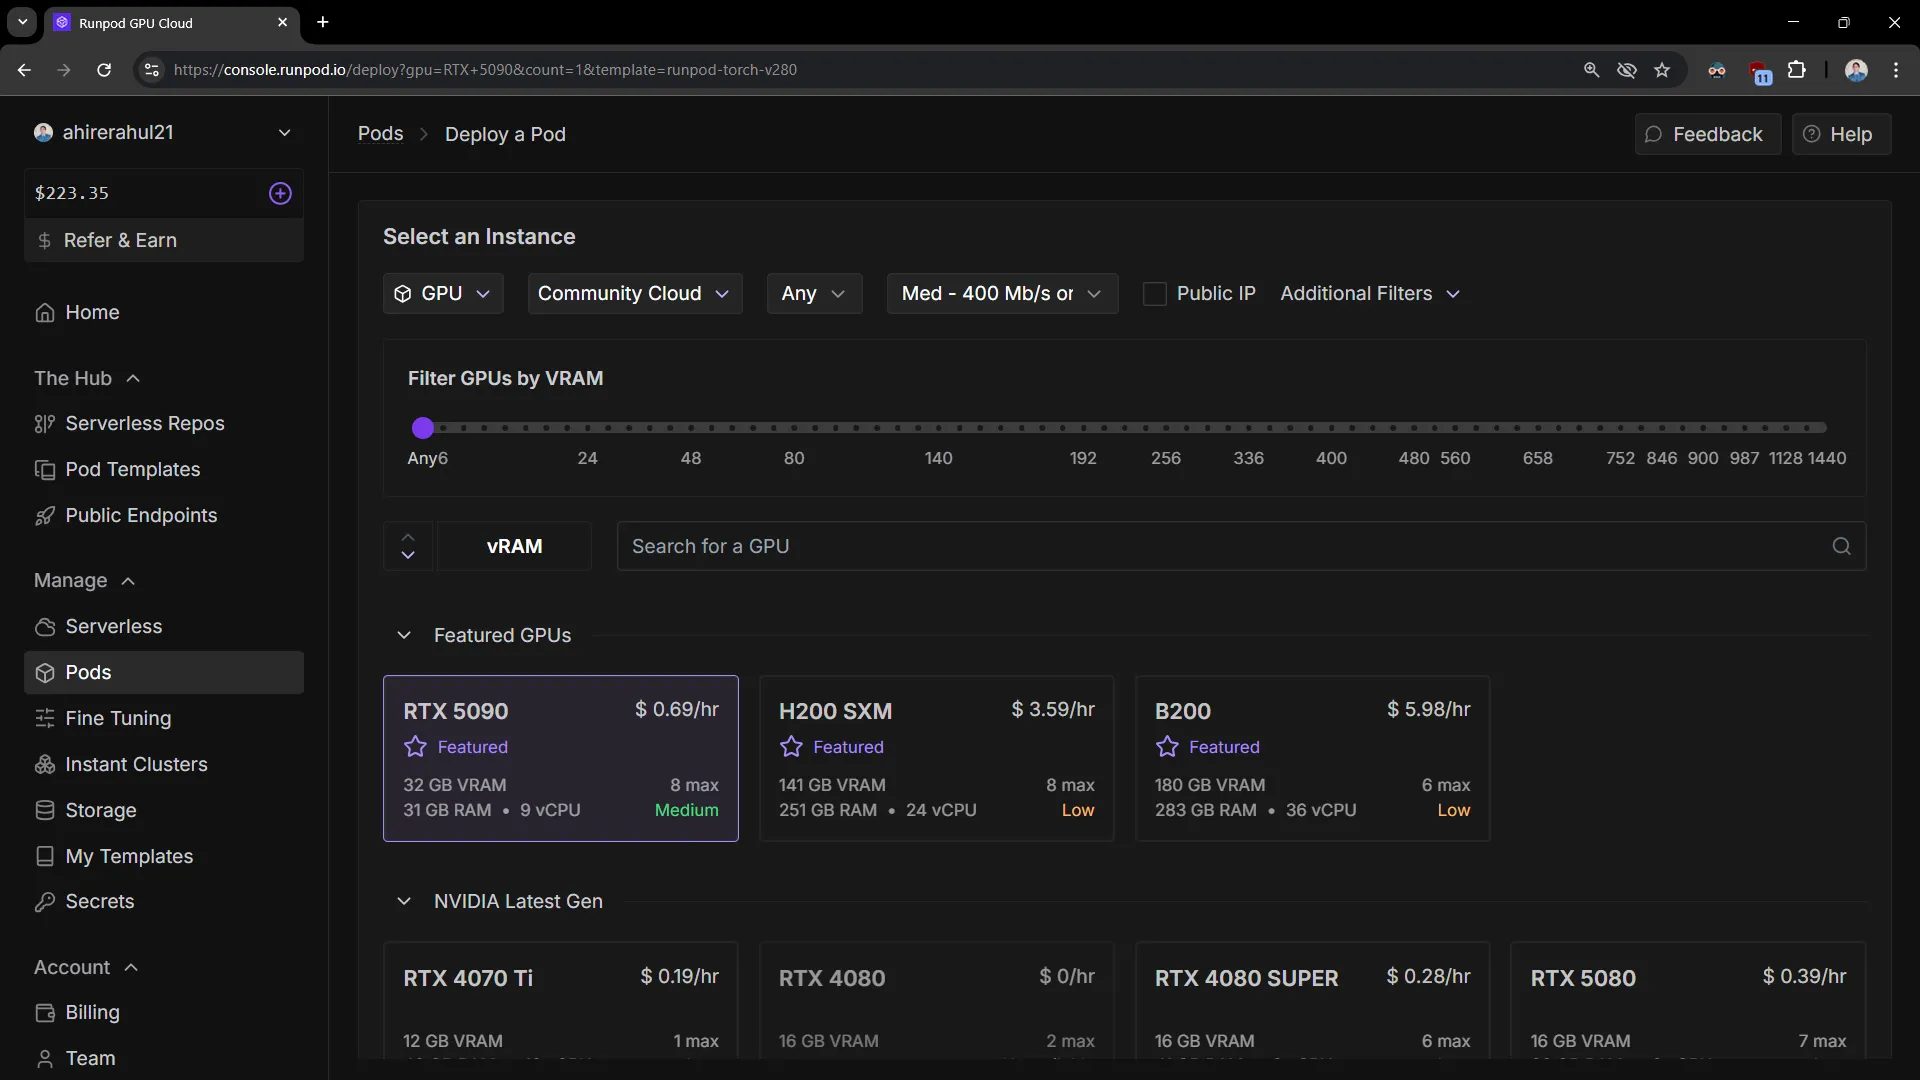 Runpod GPU Cloud
https://console.runpod.io/deploy?gpu=RTX+5090&count=1&template=runpod-torch-v280
11
ahirerahul21
$223.35
Refer & Earn
Home
The Hub
Serverless Repos
Pod Templates
Public Endpoints
Manage
Serverless
Pods
Fine Tuning
Instant Clusters
Storage
My Templates
Secrets
Account
Billing
Team
Pods > Deploy a Pod
Feedback
Help
Select an Instance
GPU
Community Cloud
Any
Med - 400 Mb/s or
Public IP
Additional Filters
Filter GPUs by VRAM
Any 6 24 48 80 140 192 256 336 400 480 560 658 752 846 900 987 1128 1440
vRAM
Search for a GPU
Featured GPUs
RTX 5090 $ 0.69/hr
Featured
32 GB VRAM 8 max
31 GB RAM • 9 vCPU Medium
H200 SXM $ 3.59/hr
Featured
141 GB VRAM 8 max
251 GB RAM • 24 vCPU Low
B200 $ 5.98/hr
Featured
180 GB VRAM 6 max
283 GB RAM • 36 vCPU Low
NVIDIA Latest Gen
RTX 4070 Ti $ 0.19/hr
12 GB VRAM 1 max
RTX 4080 $ 0/hr
16 GB VRAM 2 max
RTX 4080 SUPER $ 0.28/hr
16 GB VRAM 6 max
RTX 5080 $ 0.39/hr
16 GB VRAM 7 max